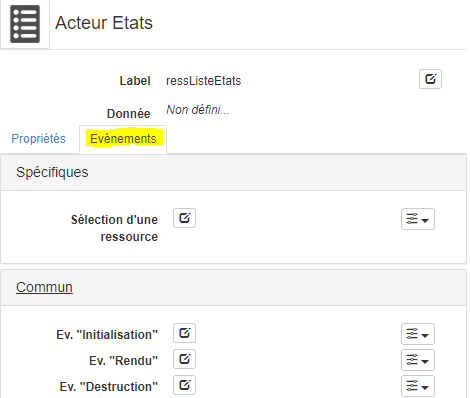 Acteur Etats
Label ressListeEtats
Donnée Non défini...
Propriétés Evénements
Spécifiques
Sélection d'une
ressource
Commun
Ev. "Initialisation"
Ev. "Rendu"
Ev. "Destruction"